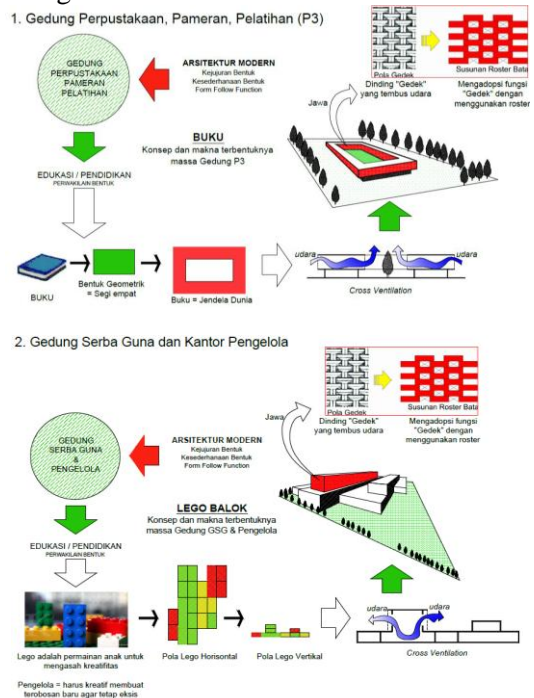 1. Gedung Perpustakaan, Pameran, Pelatihan (P3)
GEDUNG
PERPUSTAKAAN
PAMERAN
PELATIHAN
ARSITEKTUR MODERN
Kejujuran Bentuk
Kesederhanaan Bentuk
Form Follow Function
Pola Gedek
Dinding "Gedek"
yang tembus udara
Susunan Roster Bata
Mengadopsi fungsi
"Gedek" dengan
menggunakan roster
Jawa
BUKU
Konsep dan makna terbentuknya
massa Gedung P3
EDUKASI / PENDIDIKAN
PERWAKILAIN BENTUK
BUKU
Bentuk Geometrik
= Segi empat
Buku = Jendela Dunia
udara
udara
Cross Ventilation
2. Gedung Serba Guna dan Kantor Pengelola
GEDUNG
SERBA GUNA
&
PENGELOLA
ARSITEKTUR MODERN
Kejujuran Bentuk
Kesederhanaan Bentuk
Form Follow Function
Pola Gedek
Dinding "Gedek"
yang tembus udara
Susunan Roster Bata
Mengadopsi fungsi
"Gedek" dengan
menggunakan roster
Jawa
LEGO BALOK
Konsep dan makna terbentuknya
massa Gedung GSG & Pengelola
EDUKASI / PENDIDIKAN
PERWAKILAIN BENTUK
Lego adalah permainan anak untuk
mengasah kreatifitas
Pola Lego Horisontal
Pola Lego Vertikal
udara
udara
Cross Ventilation
Pengelola = harus kreatif membuat
terobosan baru agar tetap eksis